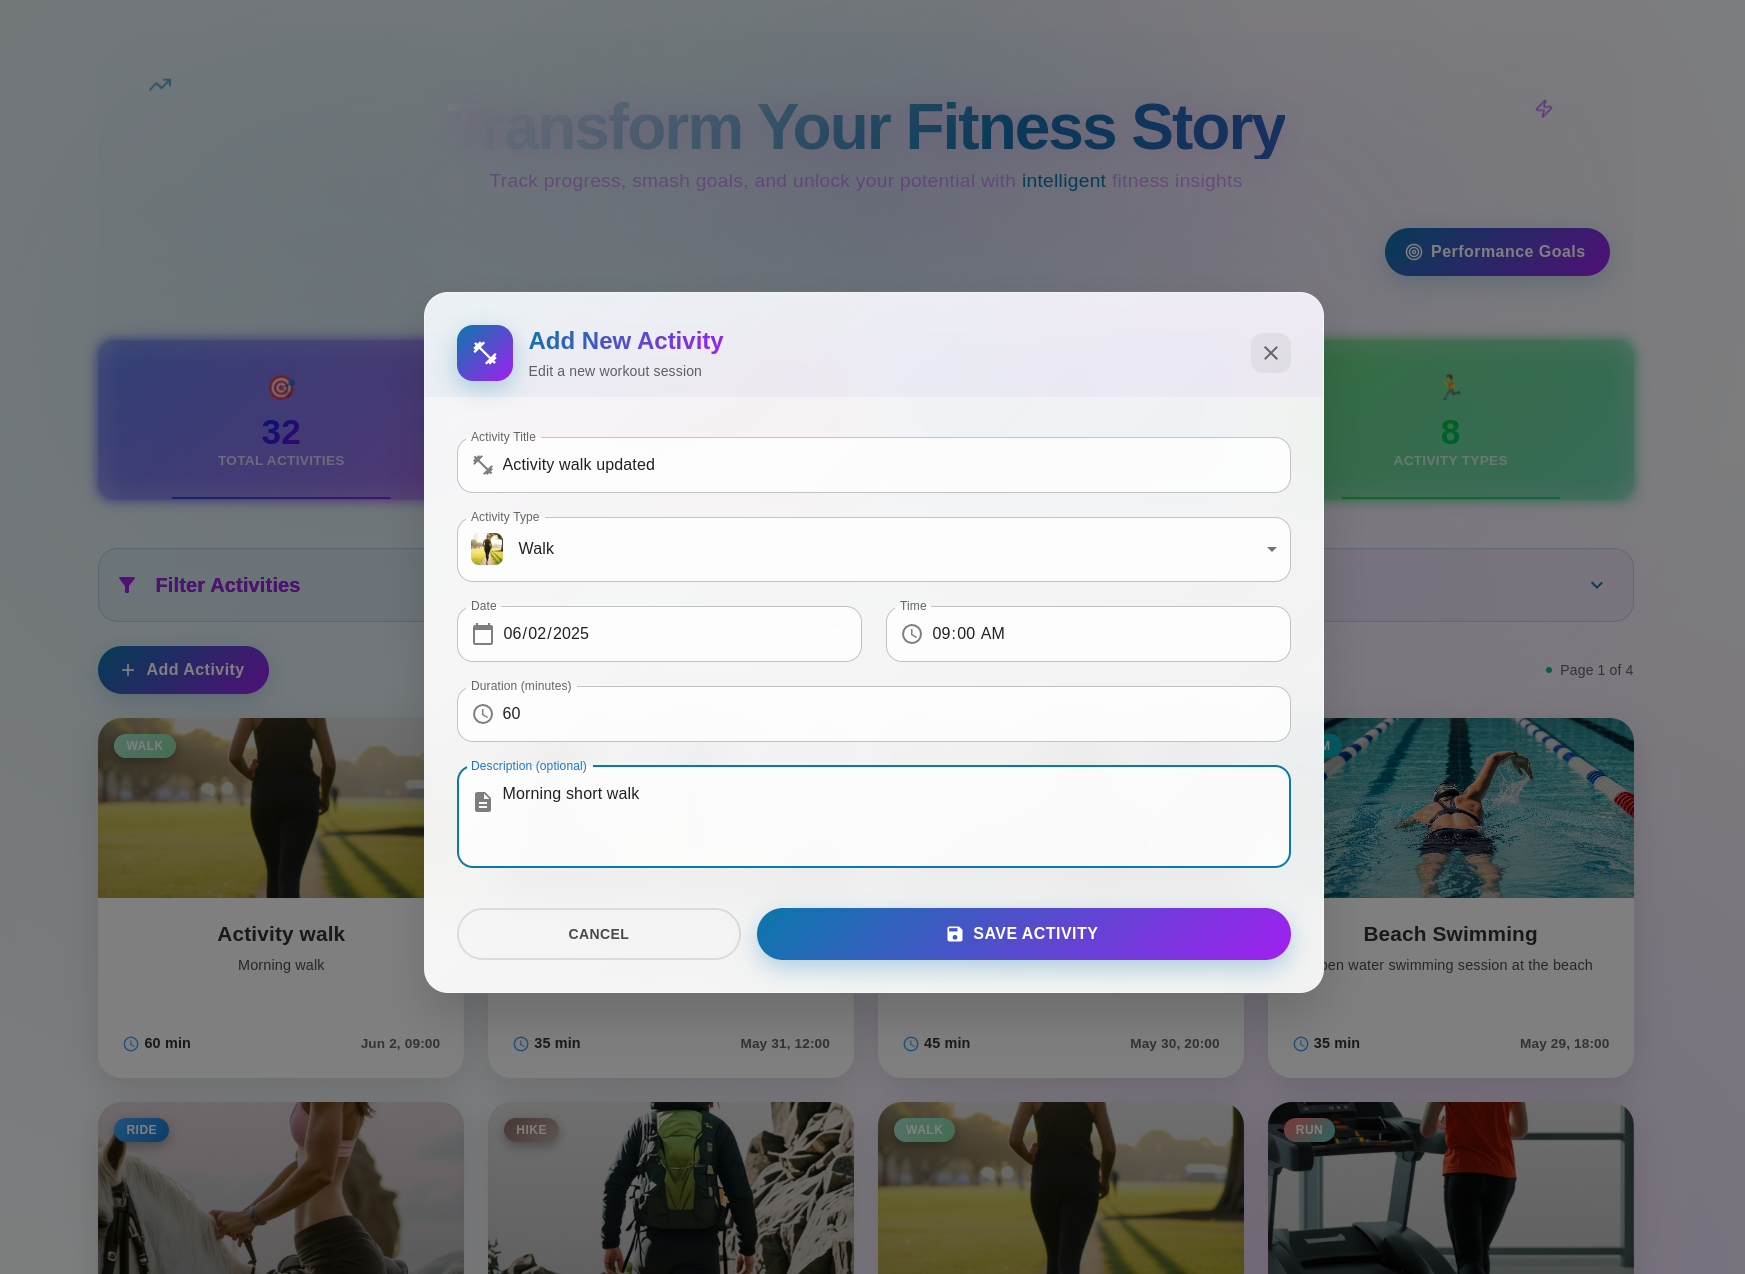 Transform Your Fitness Story
Track progress, smash goals, and unlock your potential with intelligent fitness insights
Performance Goals
32
TOTAL ACTIVITIES
8
ACTIVITY TYPES
Filter Activities
Add Activity
Page 1 of 4
Add New Activity
Edit a new workout session
Activity Title
Activity walk updated
Activity Type
Walk
Date
06/02/2025
Time
09:00 AM
Duration (minutes)
60
Description (optional)
Morning short walk
CANCEL
SAVE ACTIVITY
WALK
Activity walk
Morning walk
60 min
Jun 2, 09:00
35 min
May 31, 12:00
45 min
May 30, 20:00
Beach Swimming
water swimming session at the beach
35 min
May 29, 18:00
RIDE
HIKE
WALK
RUN